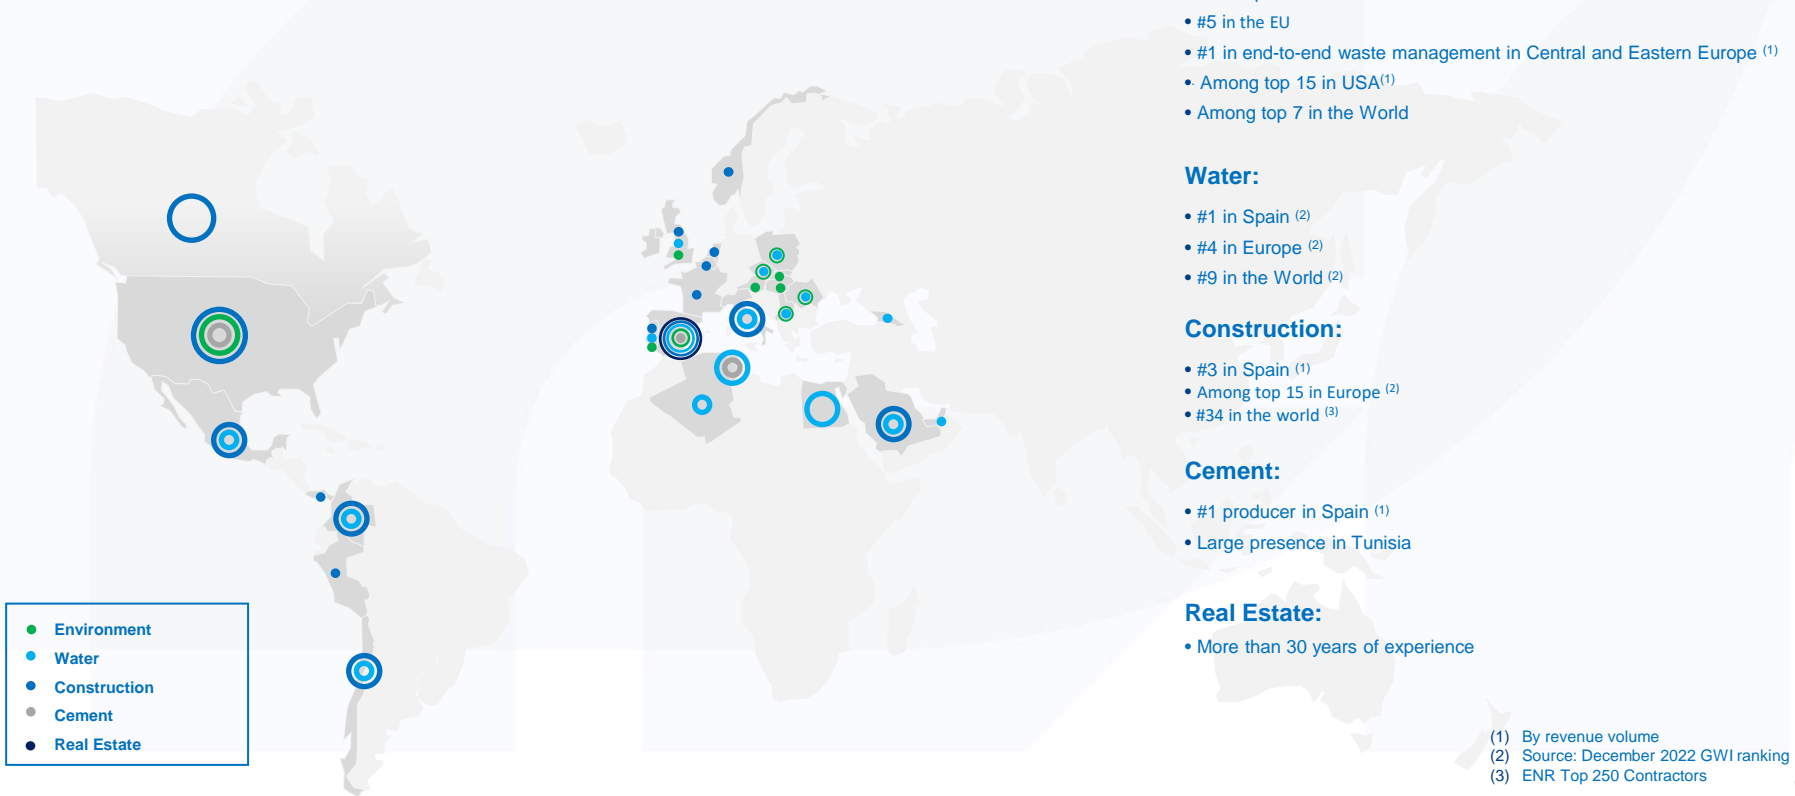 • #5 in the EU
• #1 in end-to-end waste management in Central and Eastern Europe (1)
• Among top 15 in USA(1)
• Among top 7 in the World
Water:
• #1 in Spain (2)
• #4 in Europe (2)
• #9 in the World (2)
Construction:
• #3 in Spain (1)
• Among top 15 in Europe (2)
• #34 in the world (3)
Cement:
• #1 producer in Spain (1)
• Large presence in Tunisia
Real Estate:
• More than 30 years of experience
Environment
Water
Construction
Cement
Real Estate
(1) By revenue volume
(2) Source: December 2022 GWI ranking
(3) ENR Top 250 Contractors